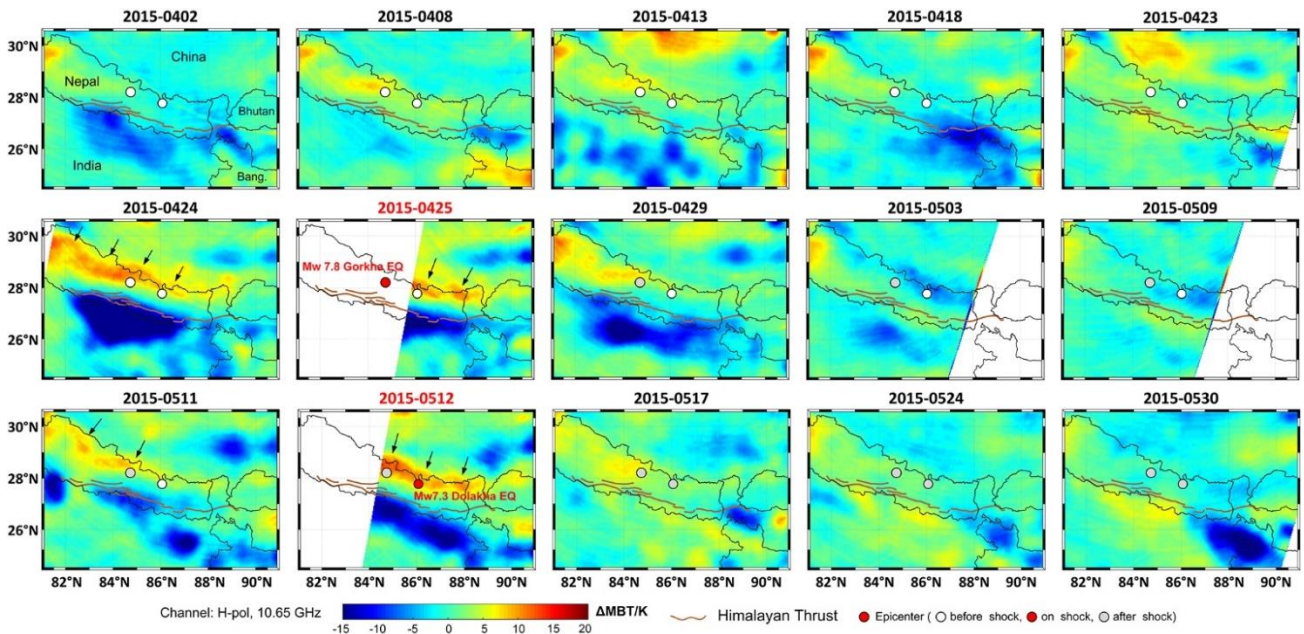 2015-0402 2015-0408 2015-0413 2015-0418 2015-0423
30°N
28°N
26°N
China
Nepal
Bhutan
India
Bang.
2015-0424 2015-0425 2015-0429 2015-0503 2015-0509
30°N
28°N
26°N
Mw 7.8 Gorkha EQ
2015-0511 2015-0512 2015-0517 2015-0524 2015-0530
30°N
28°N
26°N
Mw7.3 Dolakha EQ
82°N 84°N 86°N 88°N 90°N 82°N 84°N 86°N 88°N 90°N 82°N 84°N 86°N 88°N 90°N 82°N 84°N 86°N 88°N 90°N 82°N 84°N 86°N 88°N 90°N
Channel: H-pol, 10.65 GHz
-15 -10 -5 0 5 10 15 20
ΔMBT/K
Himalayan Thrust
Epicenter ( before shock, on shock, after shock)